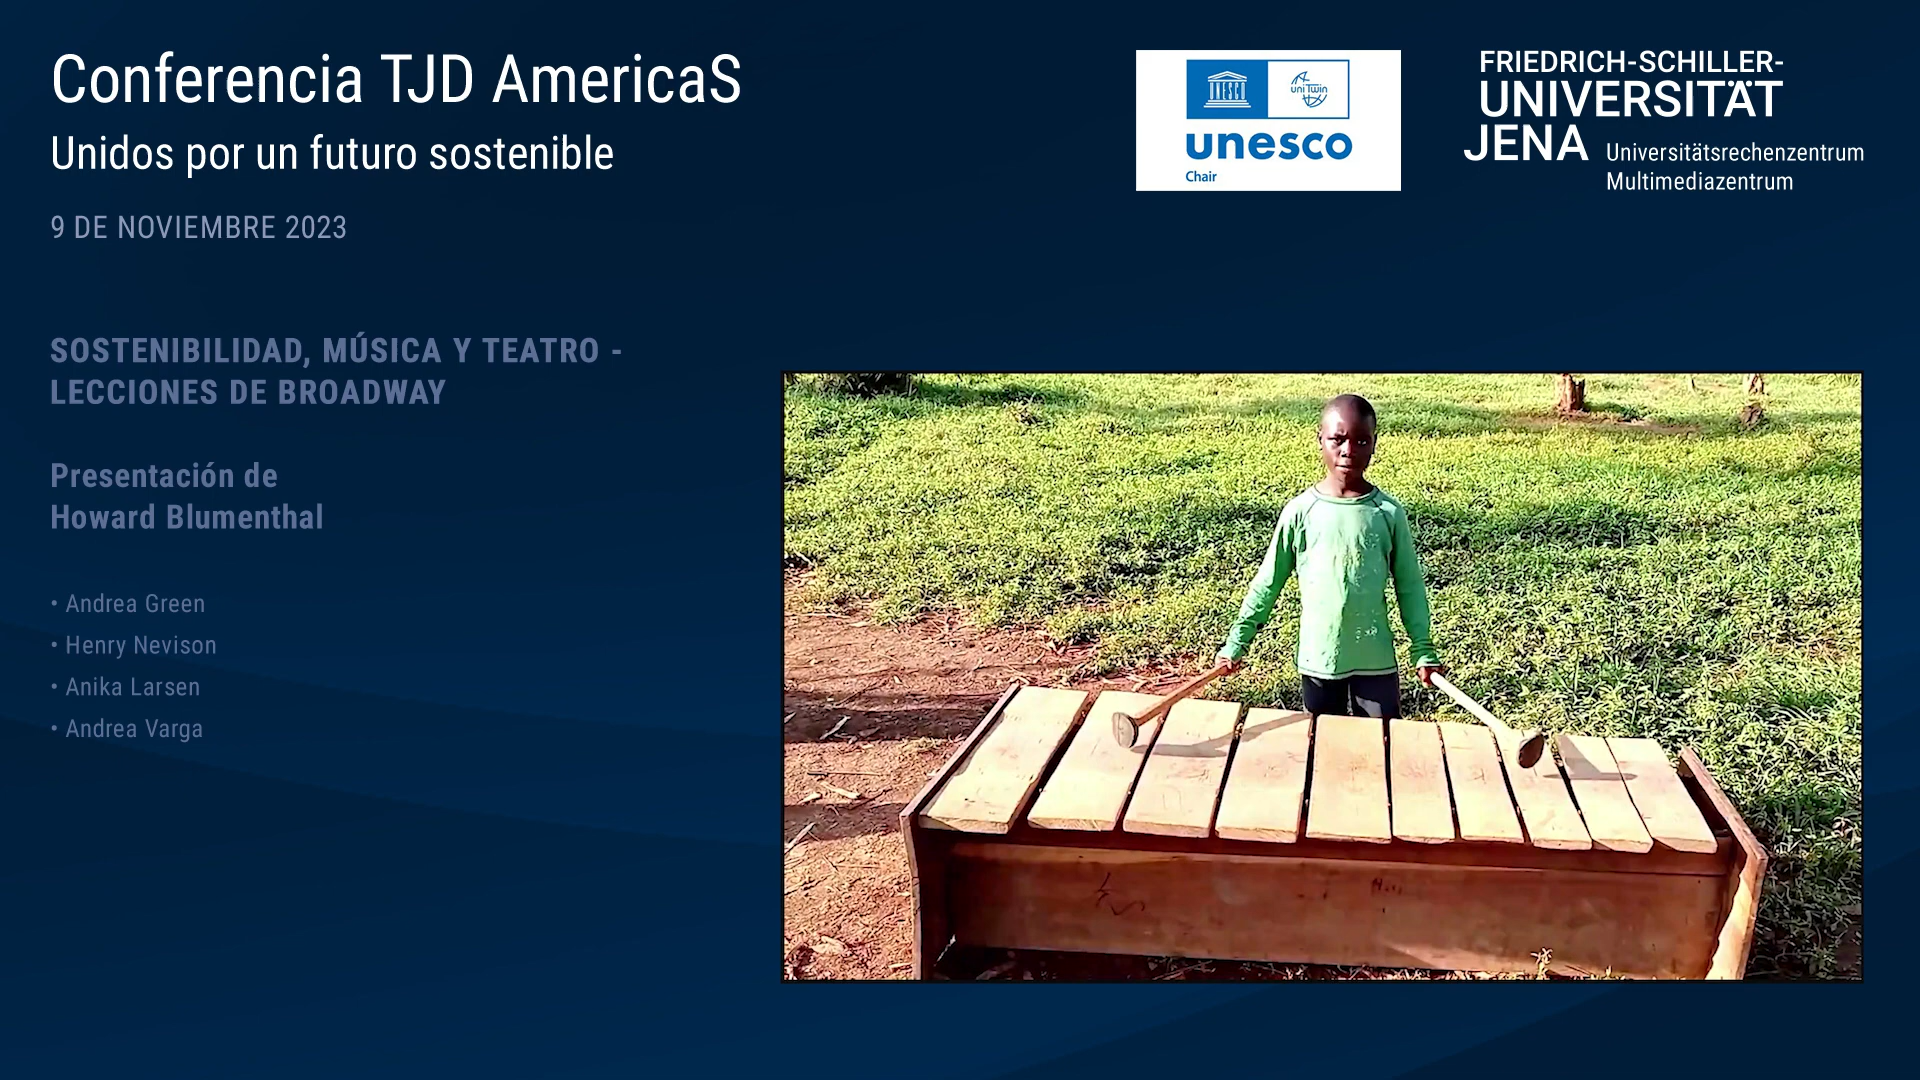 Conferencia TJD AmericaS
Unidos por un futuro sostenible
9 DE NOVIEMBRE 2023
UNESCO
uniTwin
unesco
Chair
FRIEDRICH-SCHILLER-
UNIVERSITÄT
JENA
Universitätsrechenzentrum
Multimediazentrum
SOSTENIBILIDAD, MÚSICA Y TEATRO -
LECCIONES DE BROADWAY
Presentación de
Howard Blumenthal
• Andrea Green
• Henry Nevison
• Anika Larsen
• Andrea Varga